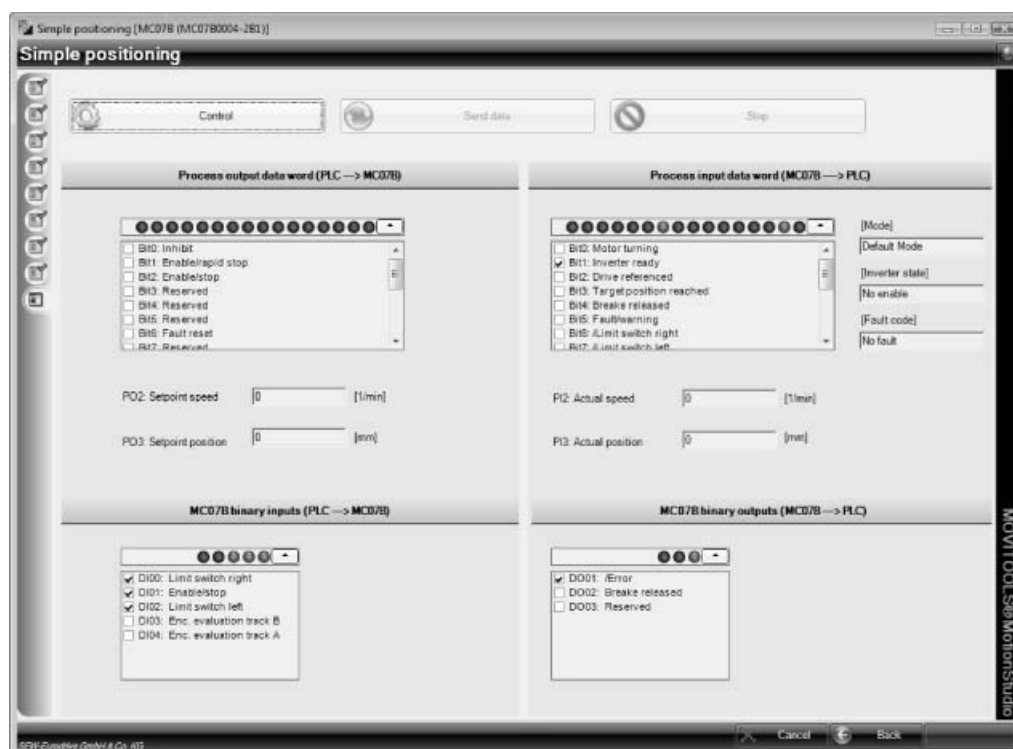 Simple positioning [MC07B (MC07B0004-2B1)]
Simple positioning
Control
Send data
Stop
Process output data word (PLC ---> MC07B)
Bit0: Inhibit
Bit1: Enable/rapid stop
Bit2: Enable/stop
Bit3: Reserved
Bit4: Reserved
Bit5: Reserved
Bit6: Fault reset
Bit7: Reserved
PO2: Setpoint speed 0 [1/min]
PO3: Setpoint position 0 [mm]
Process input data word (MC07B ---> PLC)
Bit0: Motor turning
Bit1: Inverter ready
Bit2: Drive referenced
Bit3: Target position reached
Bit4: Breake released
Bit5: Fault/warning
Bit6: /Limit switch right
Bit7: /Limit switch left
[Mode]
Default Mode
[Inverter state]
No enable
[Fault code]
No fault
PI2: Actual speed 0 [1/min]
PI3: Actual position 0 [mm]
MC07B binary inputs (PLC ---> MC07B)
DI00: Limit switch right
DI01: Enable/stop
DI02: Limit switch left
DI03: Enc. evaluation track B
DI04: Enc. evaluation track A
MC07B binary outputs (MC07B ---> PLC)
DO01: /Error
DO02: Breake released
DO03: Reserved
MOVITOOLS®MotionStudio
Cancel
Back
SEW-Eurodrive GmbH & Co. KG